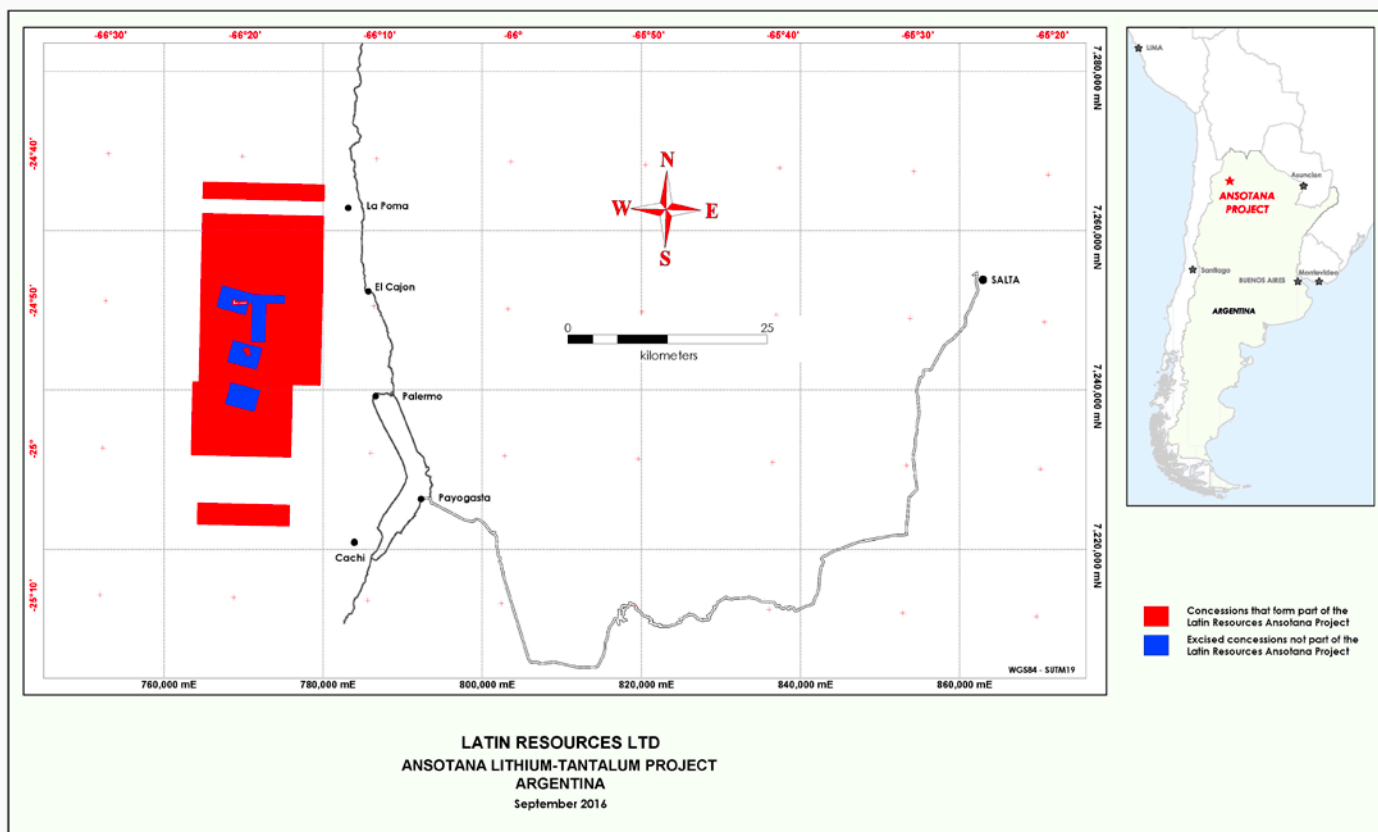 -66°30'
-66°20'
-66°10'
-66°
-65°50'
-65°40'
-65°30'
-65°20'
7,280,000 mN
7,260,000 mN
7,240,000 mN
7,220,000 mN
-24°40'
-24°50'
-25°
-25°10'
N
W
E
S
La Poma
El Cajon
SALTA
0
25
kilometers
Palermo
Payogasta
Cachi
WGS84 - SUTM19
760,000 mE
780,000 mE
800,000 mE
820,000 mE
840,000 mE
860,000 mE
LIMA
Asuncion
ANSOTANA
PROJECT
Santiago
BUENOS AIRES
Montevideo
ARGENTINA
Concessions that form part of the
Latin Resources Ansotana Project
Excised concessions not part of the
Latin Resources Ansotana Project
LATIN RESOURCES LTD
ANSOTANA LITHIUM-TANTALUM PROJECT
ARGENTINA
September 2016